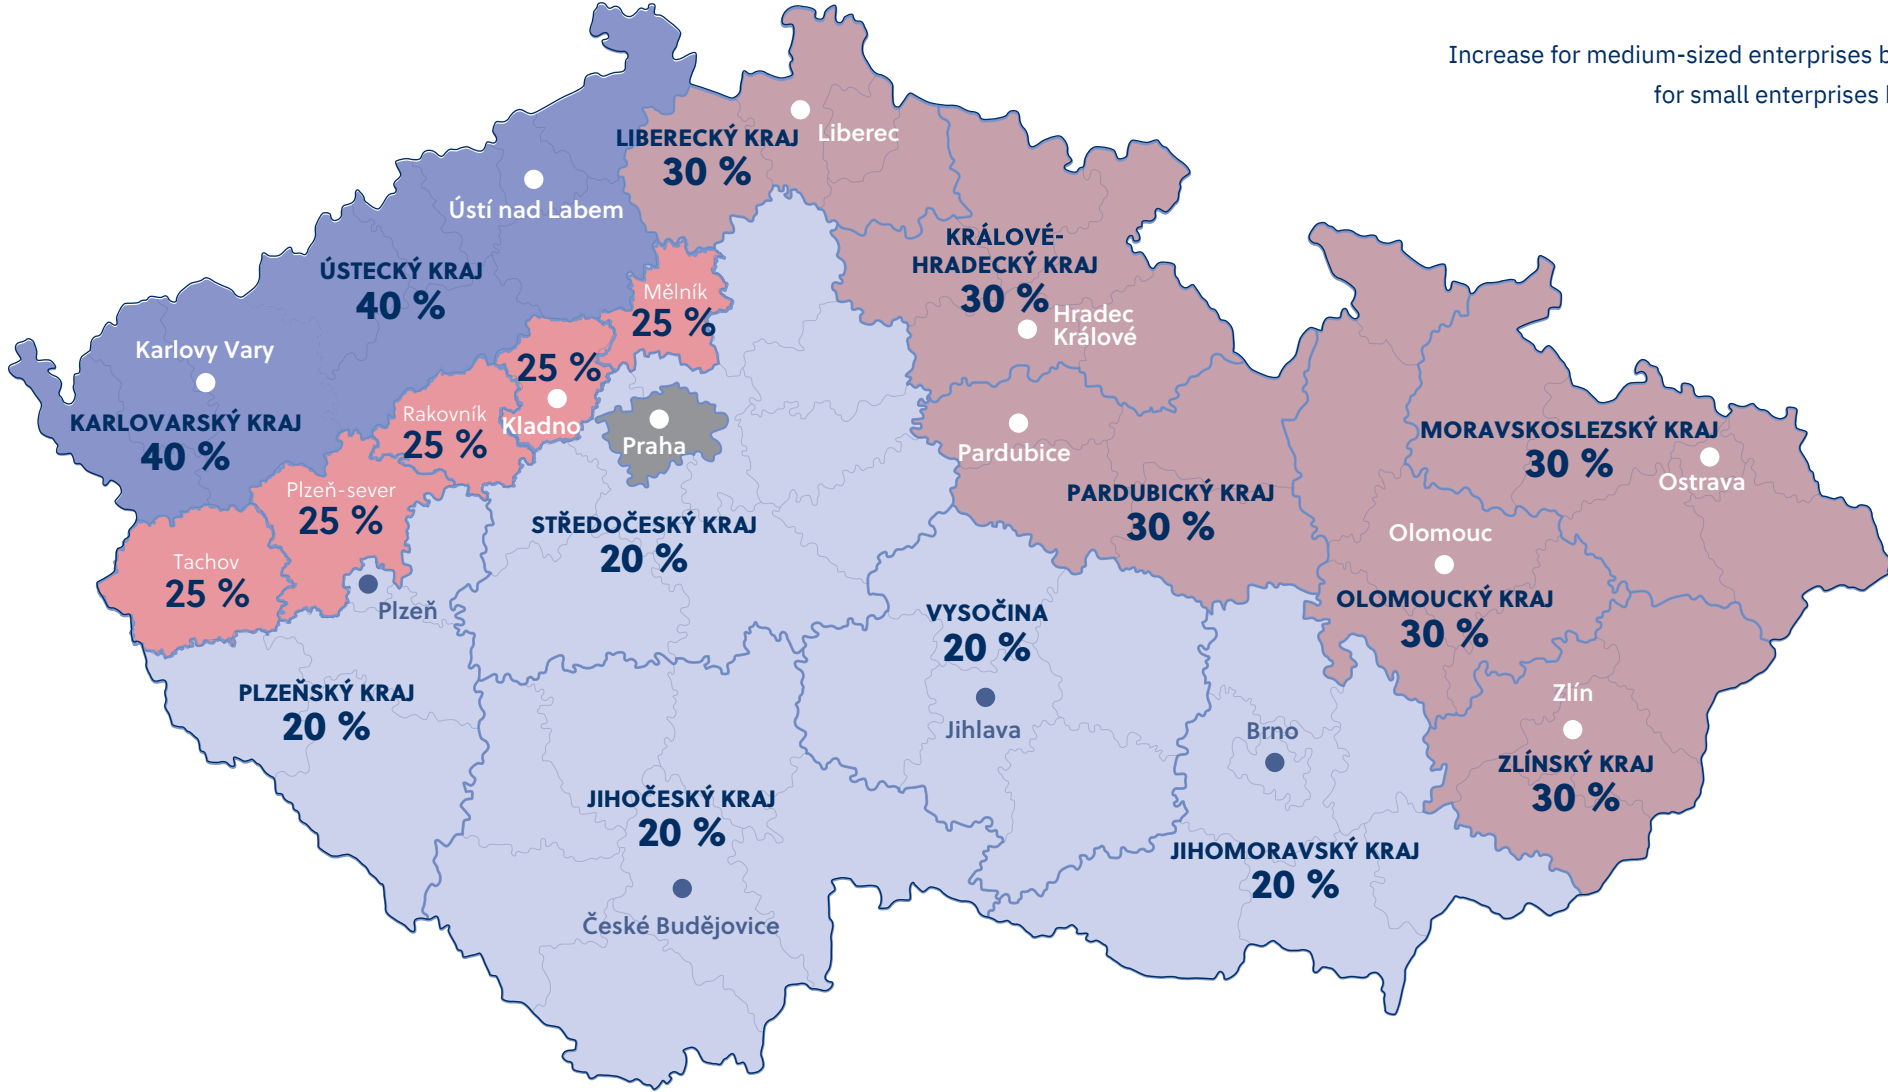 Increase for medium-sized enterprises b
for small enterprises
LIBERECKÝ KRAJ
30 %
Liberec
Ústí nad Labem
ÚSTECKÝ KRAJ
40 %
KRÁLOVÉ-
HRADECKÝ KRAJ
30 %
Hradec
Králové
Mělník
25 %
Karlovy Vary
KARLOVARSKÝ KRAJ
40 %
25 %
Kladno
Rakovník
25 %
Praha
Pardubice
PARDUBICKÝ KRAJ
30 %
MORAVSKOSLEZSKÝ KRAJ
30 %
Ostrava
Plzeň-sever
25 %
Tachov
25 %
Plzeň
STŘEDOČESKÝ KRAJ
20 %
Olomouc
OLOMOUCKÝ KRAJ
30 %
VYSOČINA
20 %
Jihlava
PLZEŇSKÝ KRAJ
20 %
Brno
Zlín
ZLÍNSKÝ KRAJ
30 %
JIHOČESKÝ KRAJ
20 %
České Budějovice
JIHOMORAVSKÝ KRAJ
20 %